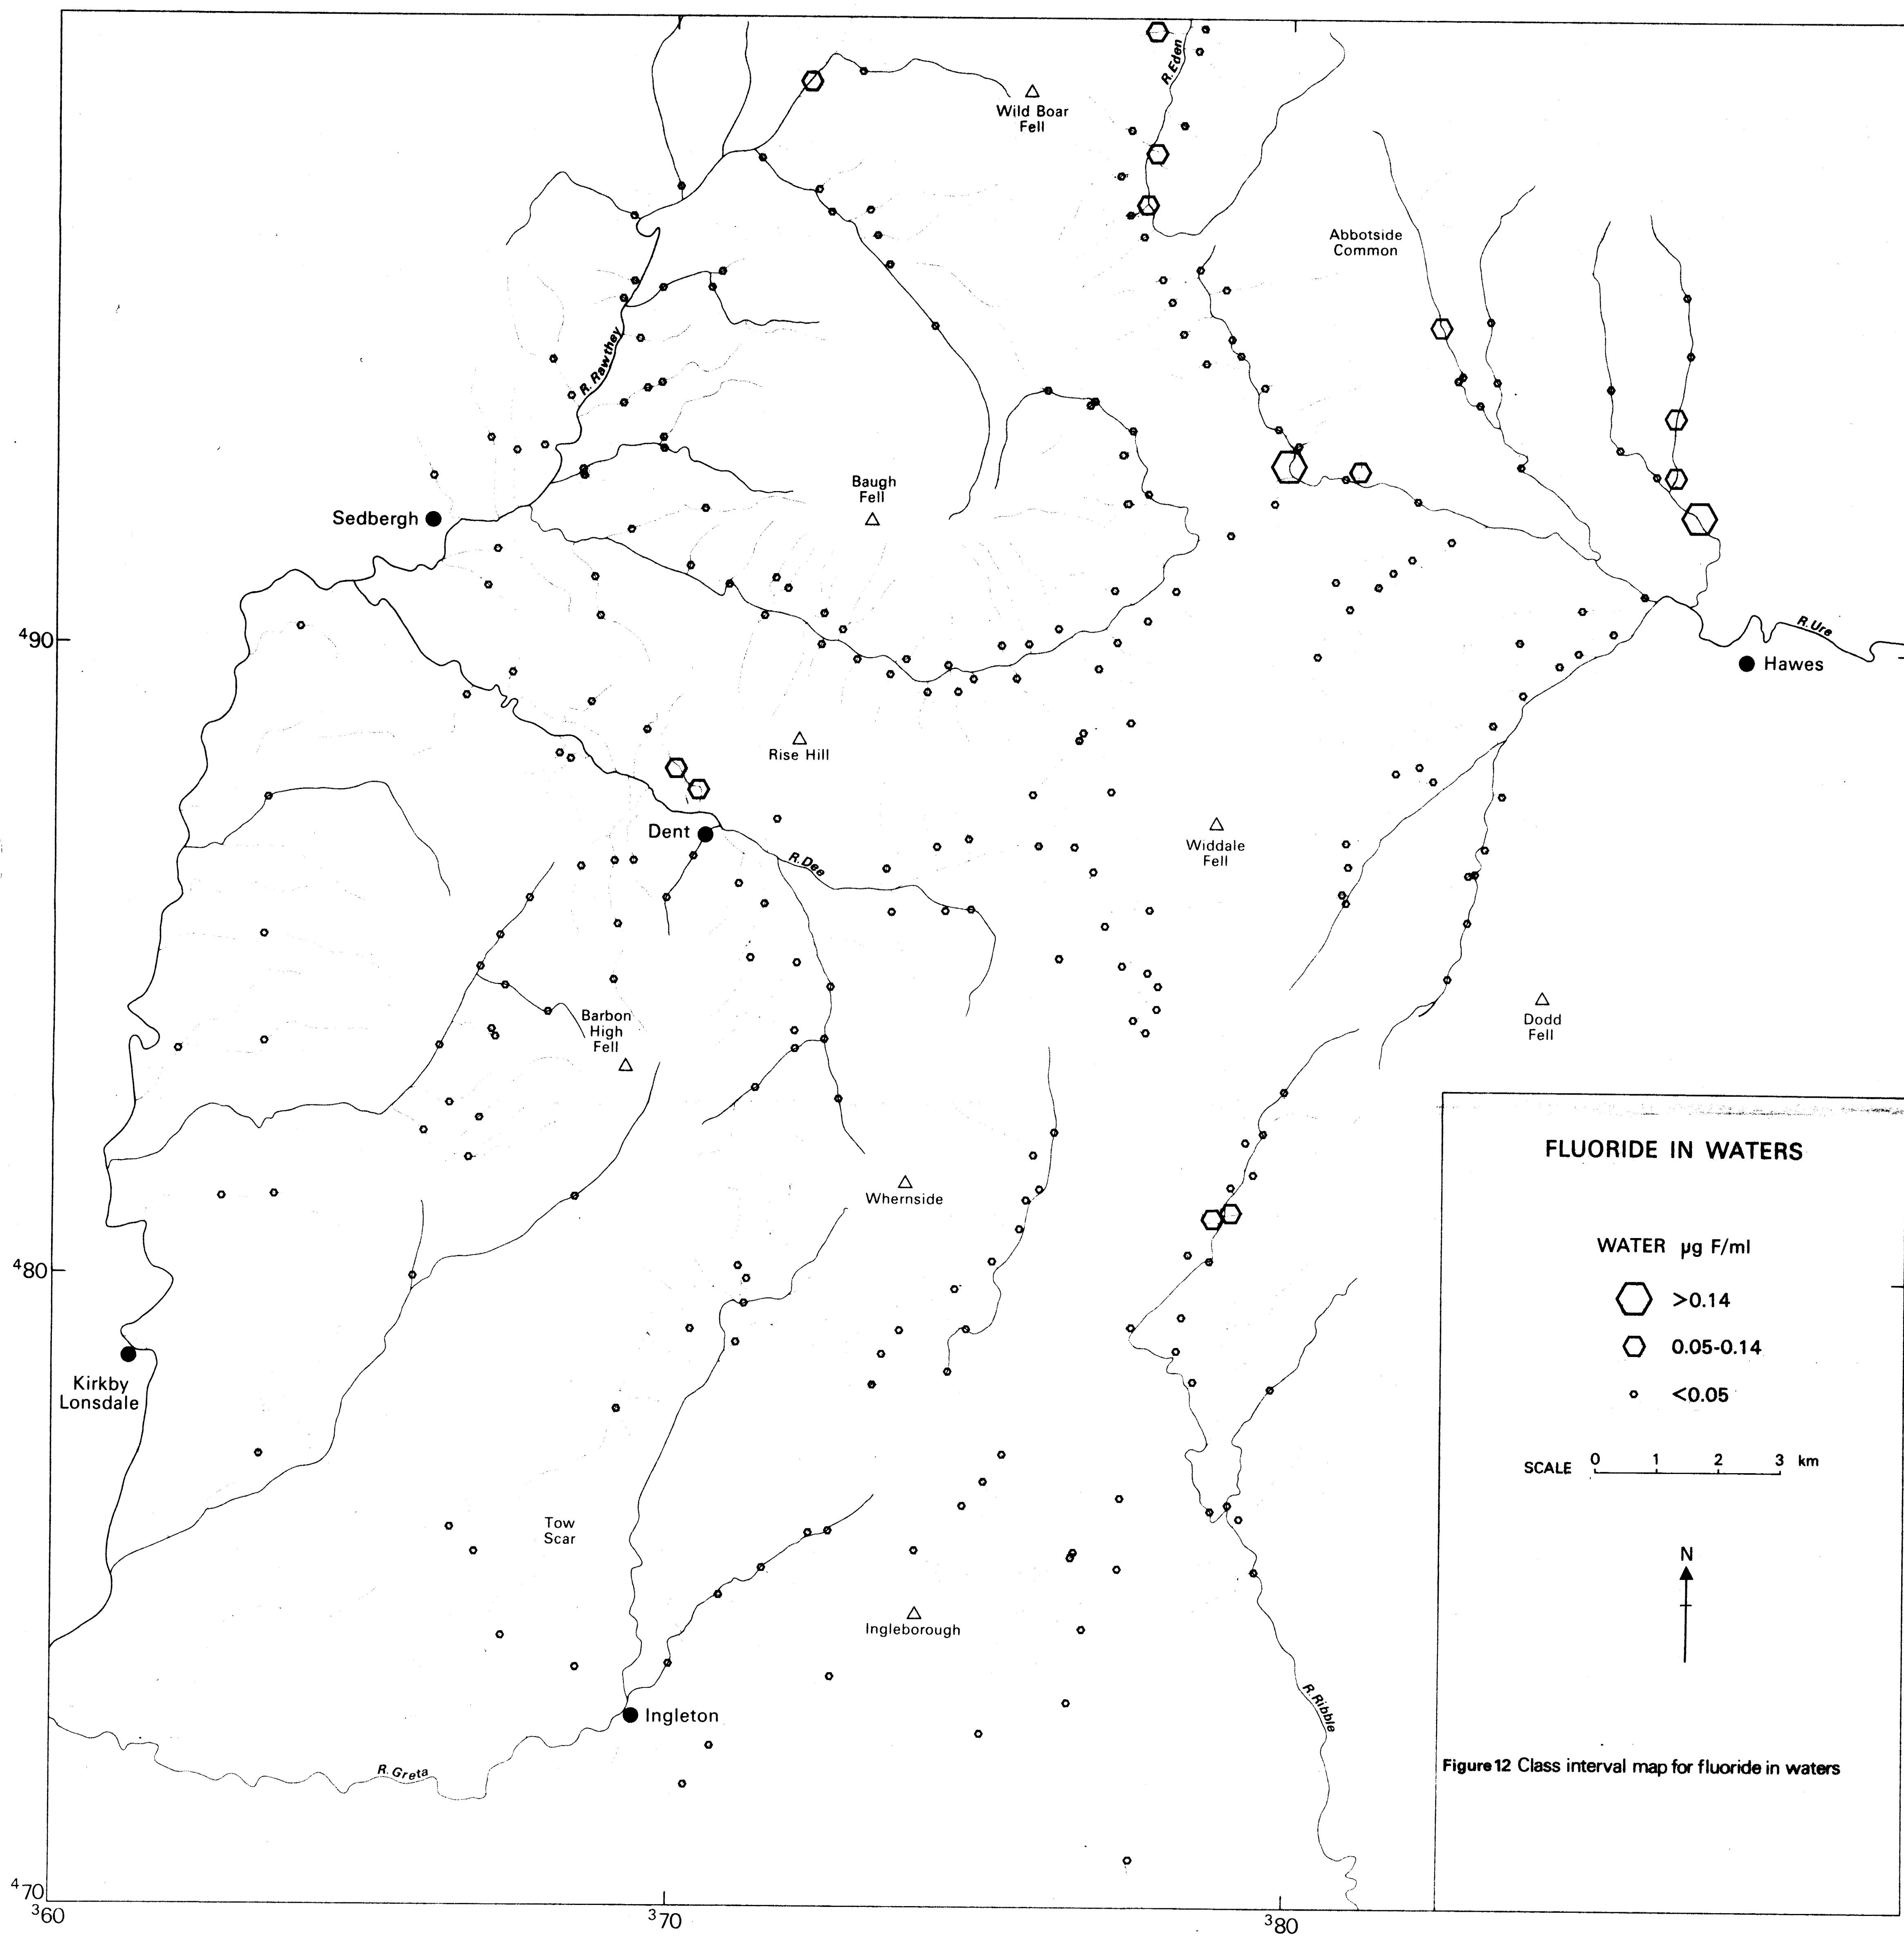 R. Eden
Wild Boar
Fell
Abbotside
Common
R. Rawthey
Baugh
Fell
Sedbergh
⁴90
R. Ure
Hawes
Rise Hill
Dent
R. Dee
Widdale
Fell
Barbon
High
Fell
Dodd
Fell
Whernside
⁴80
Kirkby
Lonsdale
Tow
Scar
Ingleborough
Ingleton
R. Greta
R. Ribble
⁴70
³60
³70
³80
FLUORIDE IN WATERS
WATER µg F/ml
>0.14
0.05-0.14
<0.05
SCALE 0 1 2 3 km
N
Figure 12 Class interval map for fluoride in waters